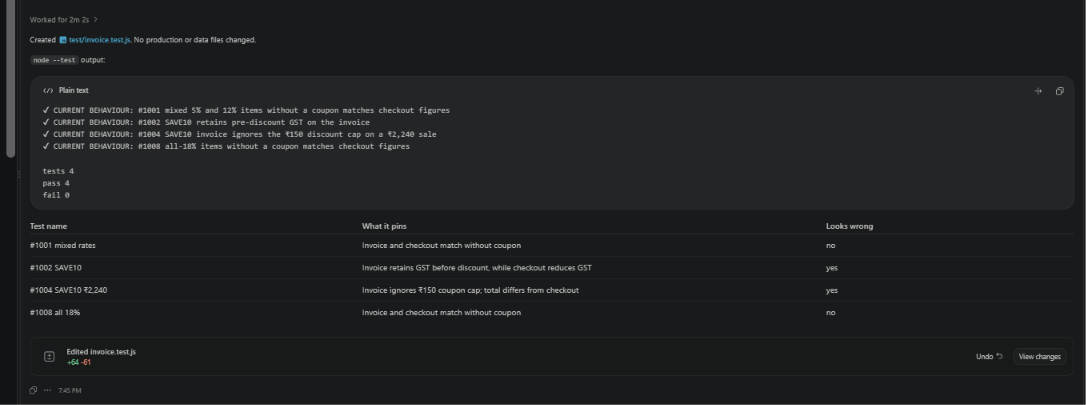 Worked for 2m 2s >
Created test/invoice.test.js. No production or data files changed.
node --test output:
</> Plain text
✓ CURRENT BEHAVIOUR: #1001 mixed 5% and 12% items without a coupon matches checkout figures
✓ CURRENT BEHAVIOUR: #1002 SAVE10 retains pre-discount GST on the invoice
✓ CURRENT BEHAVIOUR: #1004 SAVE10 invoice ignores the ₹150 discount cap on a ₹2,240 sale
✓ CURRENT BEHAVIOUR: #1008 all-18% items without a coupon matches checkout figures
tests 4
pass 4
fail 0
Test name What it pins Looks wrong
#1001 mixed rates Invoice and checkout match without coupon no
#1002 SAVE10 Invoice retains GST before discount, while checkout reduces GST yes
#1004 SAVE10 ₹2,240 Invoice ignores ₹150 coupon cap; total differs from checkout yes
#1008 all 18% Invoice and checkout match without coupon no
Edited invoice.test.js
+64 -61
Undo View changes
7:45 PM